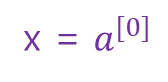 x = a^[0]